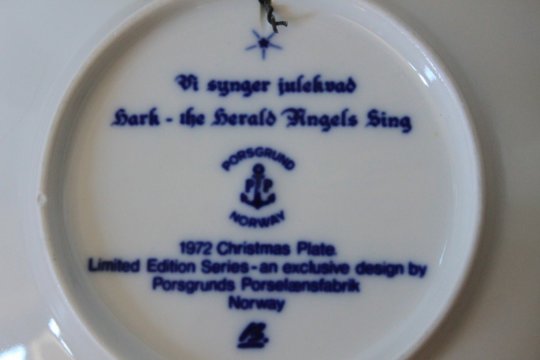 Vi synger julekvad
Hark - the Herald Angels Sing
PORSGRUND
P P
NORWAY
1972 Christmas Plate.
Limited Edition Series - an exclusive design by
Porsgrunds Porselænsfabrik
Norway